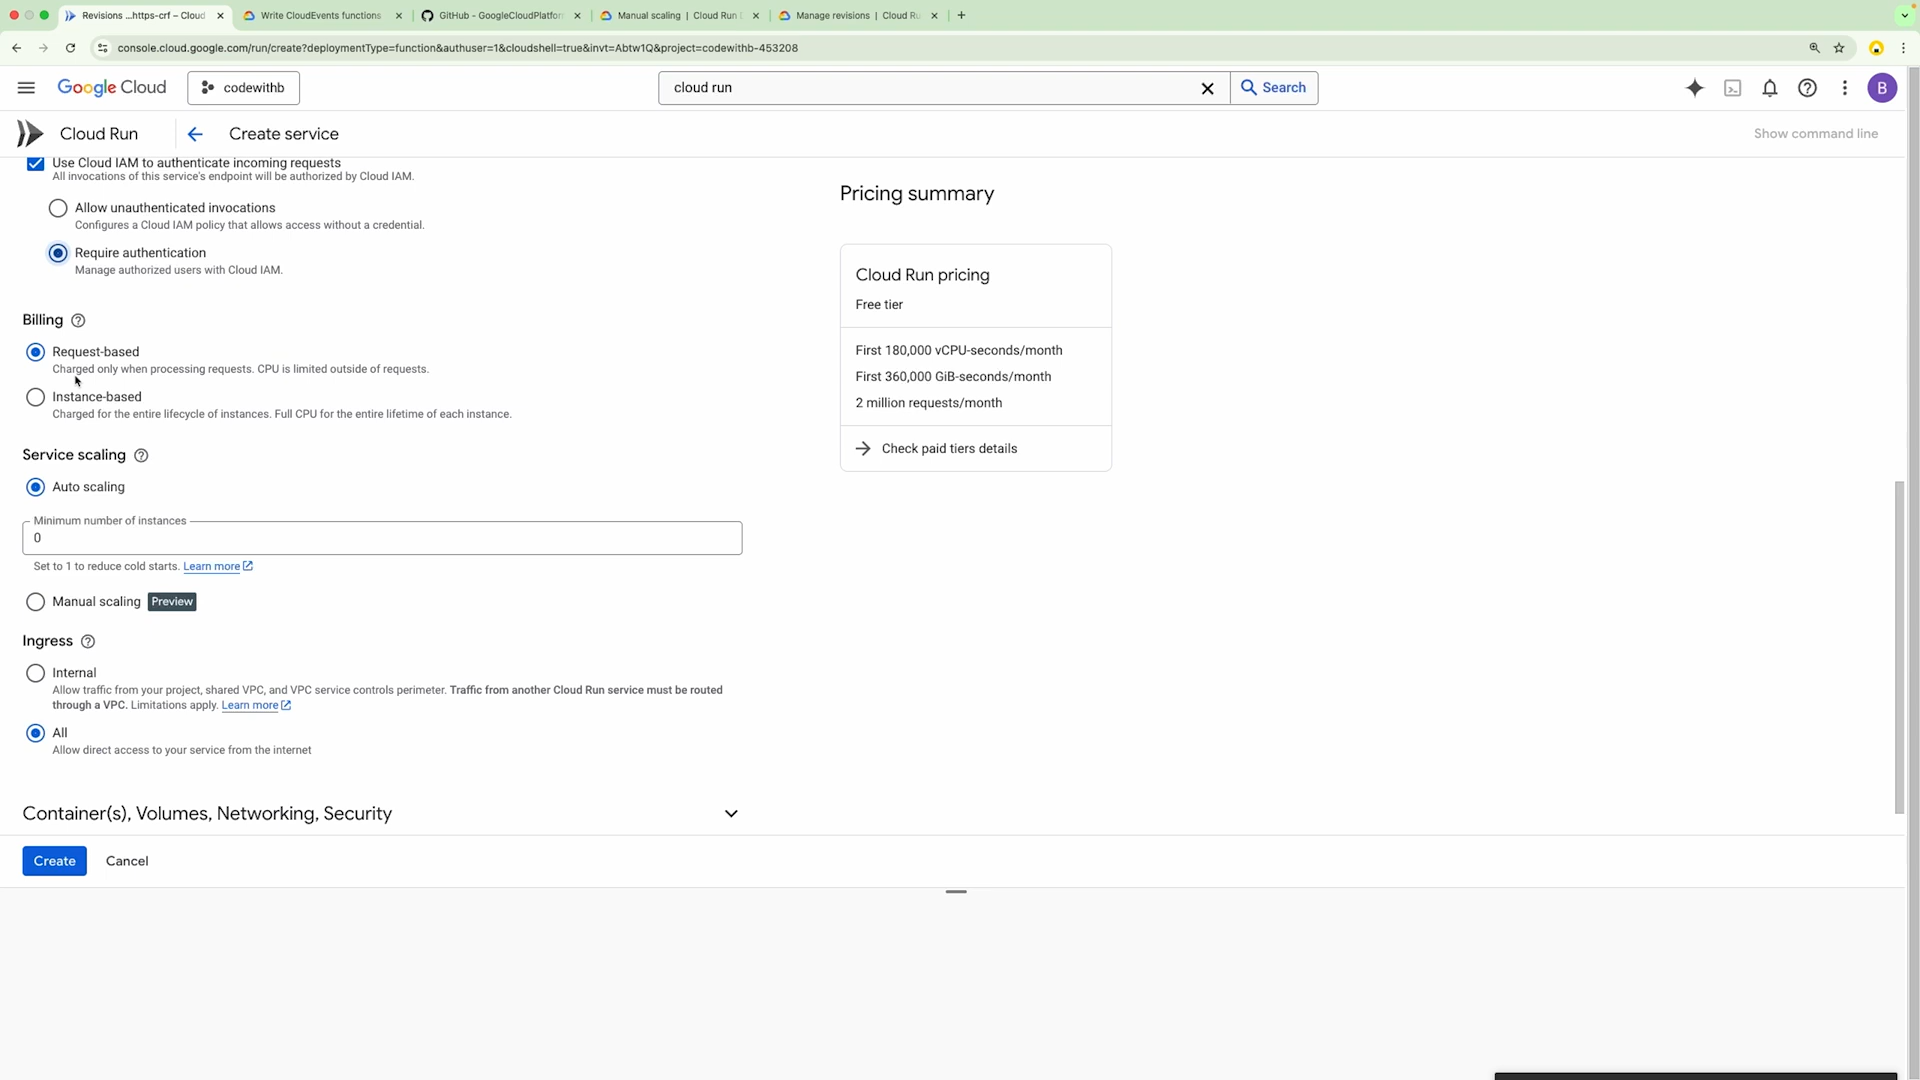 Revisions ...https-crf – Cloud
Write CloudEvents functions
GitHub - GoogleCloudPlatfor
Manual scaling | Cloud Run
Manage revisions | Cloud Ru
console.cloud.google.com/run/create?deploymentType=function&authuser=1&cloudshell=true&invt=Abtw1Q&project=codewithb-453208
Google Cloud
codewithb
cloud run
Search
B
Cloud Run
Create service
Show command line
Use Cloud IAM to authenticate incoming requests
All invocations of this service's endpoint will be authorized by Cloud IAM.
Allow unauthenticated invocations
Configures a Cloud IAM policy that allows access without a credential.
Require authentication
Manage authorized users with Cloud IAM.
Billing
Request-based
Charged only when processing requests. CPU is limited outside of requests.
Instance-based
Charged for the entire lifecycle of instances. Full CPU for the entire lifetime of each instance.
Service scaling
Auto scaling
Minimum number of instances
0
Set to 1 to reduce cold starts. Learn more
Manual scaling Preview
Ingress
Internal
Allow traffic from your project, shared VPC, and VPC service controls perimeter. Traffic from another Cloud Run service must be routed
through a VPC. Limitations apply. Learn more
All
Allow direct access to your service from the internet
Container(s), Volumes, Networking, Security
Create Cancel
Pricing summary
Cloud Run pricing
Free tier
First 180,000 vCPU-seconds/month
First 360,000 GiB-seconds/month
2 million requests/month
Check paid tiers details